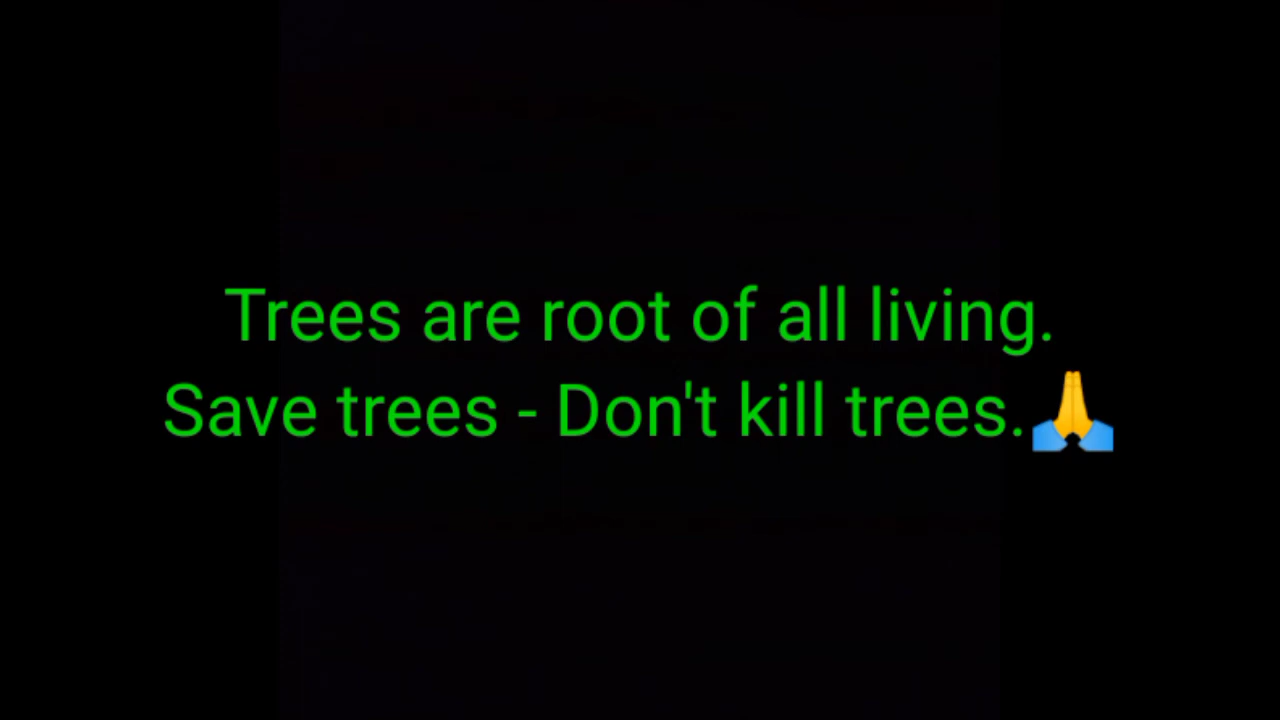 Trees are root of all living.
Save trees - Don't kill trees.🙏